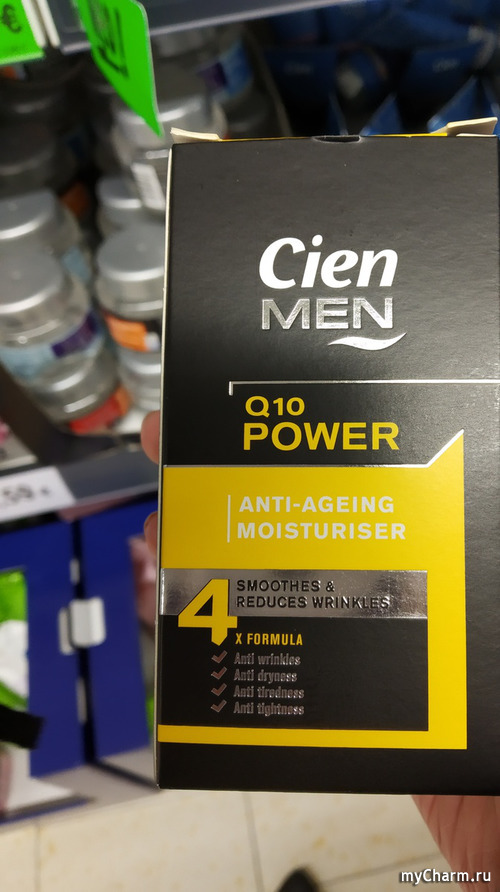 €
Cien
MEN
Q10
POWER
ANTI-AGEING
MOISTURISER
4
SMOOTHES &
REDUCES WRINKLES
X FORMULA
Anti wrinkles
Anti dryness
Anti tiredness
Anti tightness
myCharm.ru